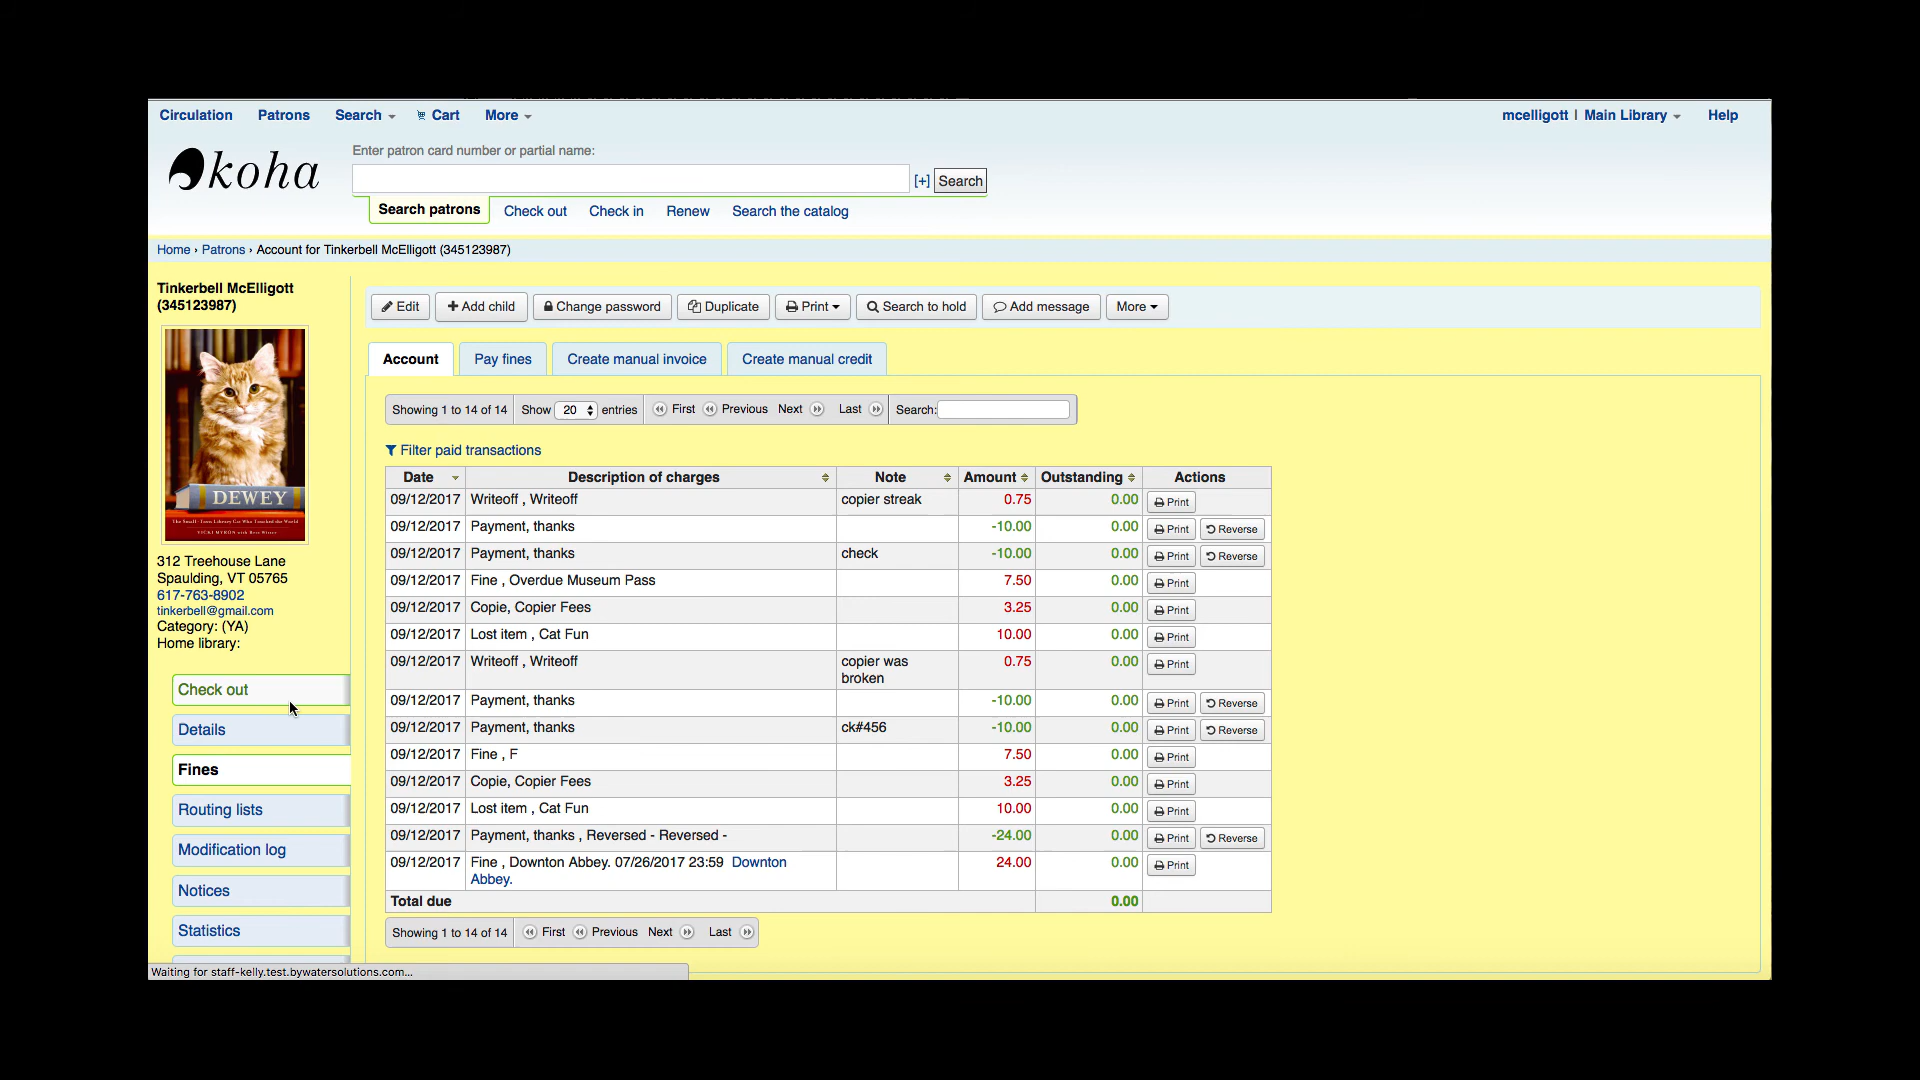 Circulation Patrons Search Cart More mcelligott | Main Library Help
Enter patron card number or partial name:
koha
[+] Search
Search patrons Check out Check in Renew Search the catalog
Home › Patrons › Account for Tinkerbell McElligott (345123987)
Tinkerbell McElligott
(345123987)
DEWEY
The Small-Town Library Cat Who Touched the World
VICKI MYRON with Bret Witter
312 Treehouse Lane
Spaulding, VT 05765
617-763-8902
tinkerbell@gmail.com
Category: (YA)
Home library:
Check out
Details
Fines
Routing lists
Modification log
Notices
Statistics
Edit Add child Change password Duplicate Print Search to hold Add message More
Account Pay fines Create manual invoice Create manual credit
Showing 1 to 14 of 14 Show 20 entries First Previous Next Last Search:
Filter paid transactions
Date Description of charges Note Amount Outstanding Actions
09/12/2017 Writeoff , Writeoff copier streak 0.75 0.00 Print
09/12/2017 Payment, thanks -10.00 0.00 Print Reverse
09/12/2017 Payment, thanks check -10.00 0.00 Print Reverse
09/12/2017 Fine , Overdue Museum Pass 7.50 0.00 Print
09/12/2017 Copie, Copier Fees 3.25 0.00 Print
09/12/2017 Lost item , Cat Fun 10.00 0.00 Print
09/12/2017 Writeoff , Writeoff copier was 0.75 0.00 Print
broken
09/12/2017 Payment, thanks -10.00 0.00 Print Reverse
09/12/2017 Payment, thanks ck#456 -10.00 0.00 Print Reverse
09/12/2017 Fine , F 7.50 0.00 Print
09/12/2017 Copie, Copier Fees 3.25 0.00 Print
09/12/2017 Lost item , Cat Fun 10.00 0.00 Print
09/12/2017 Payment, thanks , Reversed - Reversed - -24.00 0.00 Print Reverse
09/12/2017 Fine , Downton Abbey. 07/26/2017 23:59 Downton 24.00 0.00 Print
Abbey.
Total due 0.00
Showing 1 to 14 of 14 First Previous Next Last
Waiting for staff-kelly.test.bywatersolutions.com...